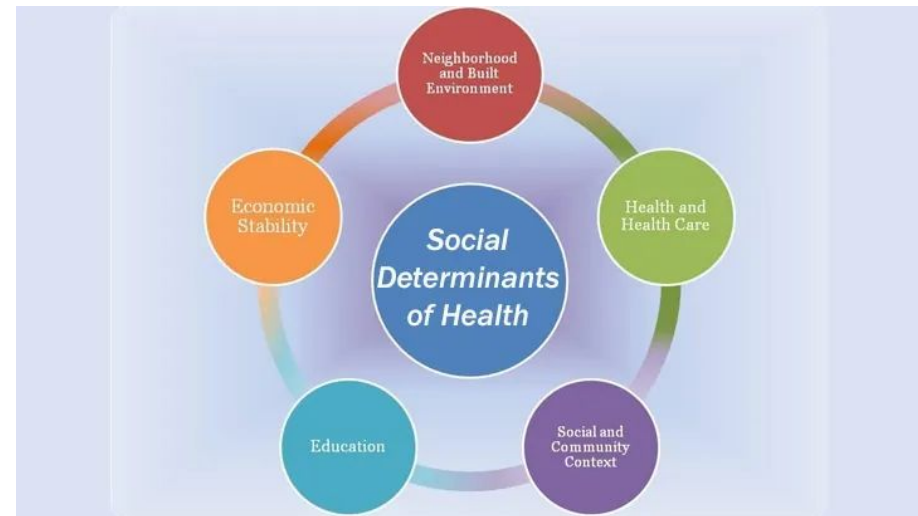 Neighborhood
and Built
Environment
Economic
Stability
Health and
Health Care
Social
Determinants
of Health
Education
Social and
Community
Context